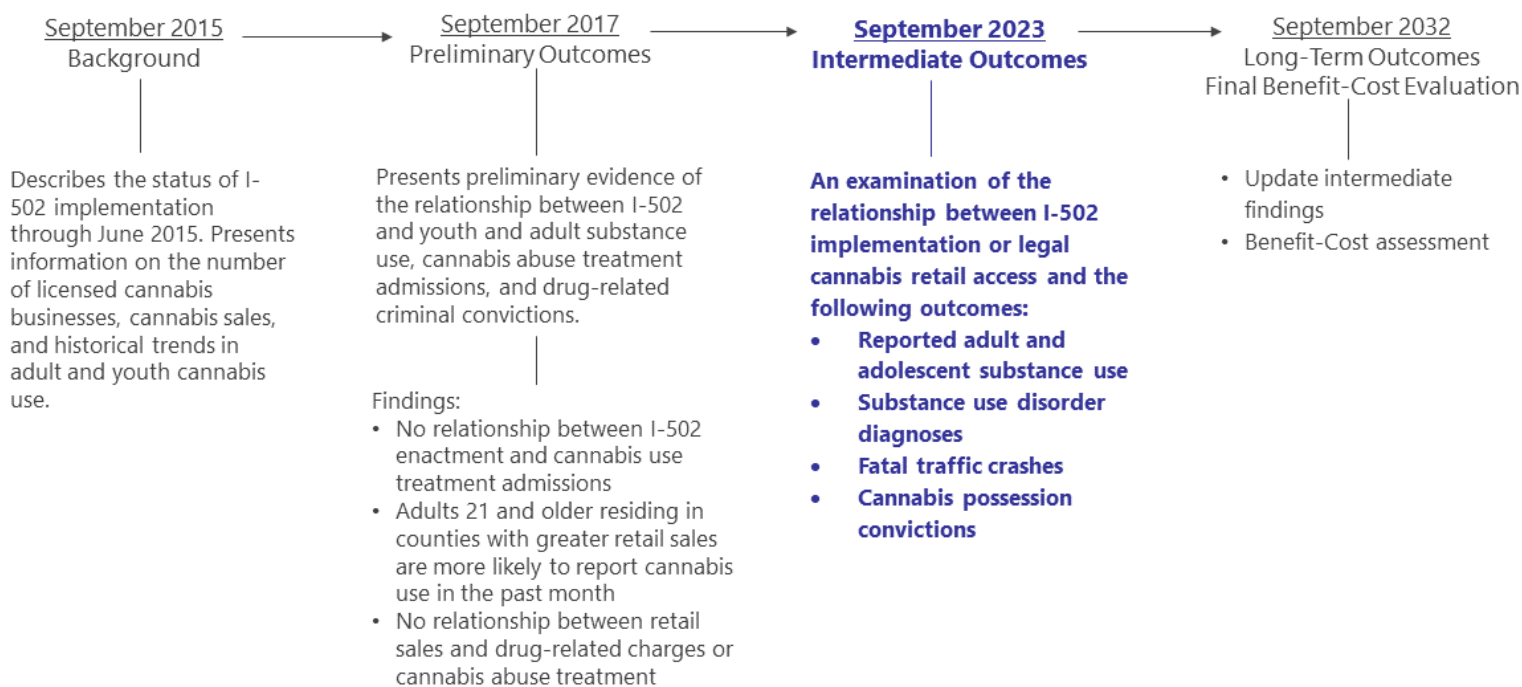 September 2015
Background
Describes the status of I-
502 implementation
through June 2015. Presents
information on the number
of licensed cannabis
businesses, cannabis sales,
and historical trends in
adult and youth cannabis
use.
September 2017
Preliminary Outcomes
Presents preliminary evidence of
the relationship between I-502
and youth and adult substance
use, cannabis abuse treatment
admissions, and drug-related
criminal convictions.
Findings:
• No relationship between I-502
enactment and cannabis use
treatment admissions
• Adults 21 and older residing in
counties with greater retail sales
are more likely to report cannabis
use in the past month
• No relationship between retail
sales and drug-related charges or
cannabis abuse treatment
September 2023
Intermediate Outcomes
An examination of the
relationship between I-502
implementation or legal
cannabis retail access and the
following outcomes:
• Reported adult and
adolescent substance use
• Substance use disorder
diagnoses
• Fatal traffic crashes
• Cannabis possession
convictions
September 2032
Long-Term Outcomes
Final Benefit-Cost Evaluation
• Update intermediate
findings
• Benefit-Cost assessment